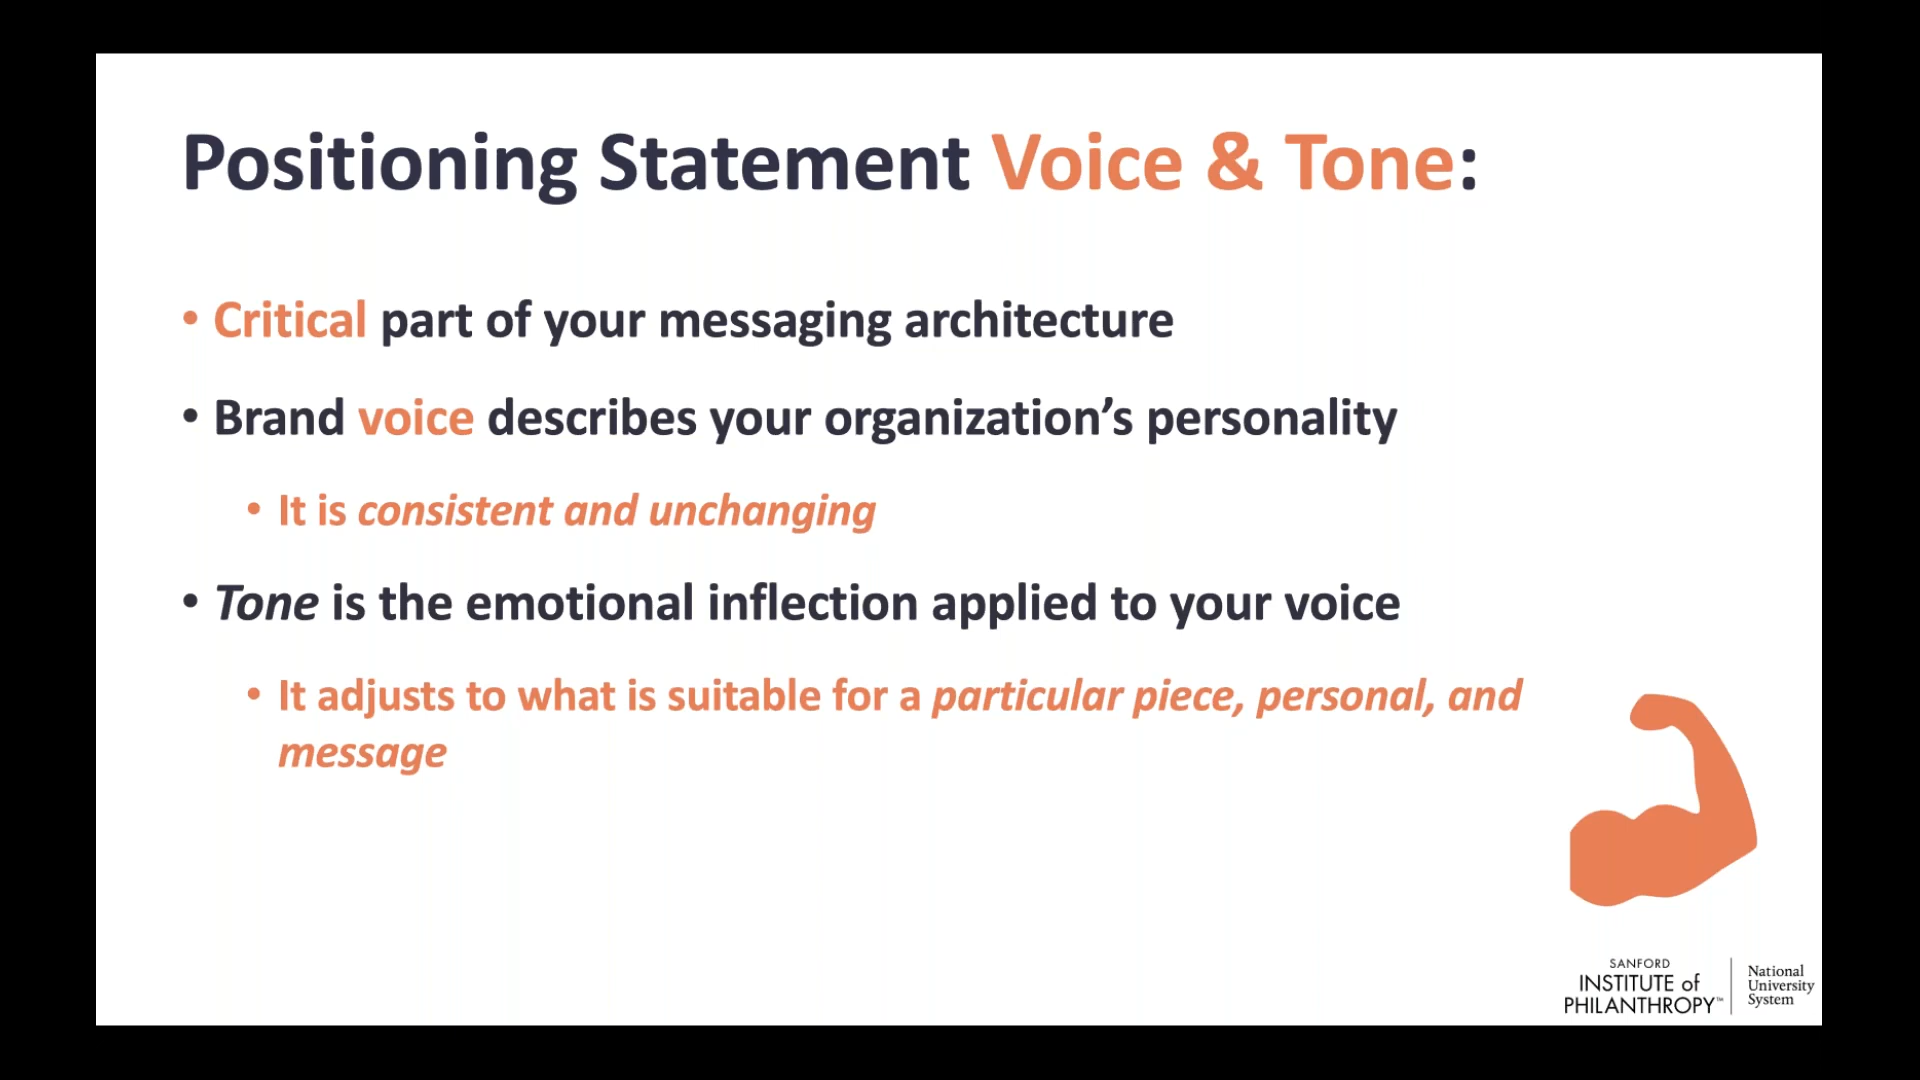 Positioning Statement Voice & Tone:
• Critical part of your messaging architecture
• Brand voice describes your organization’s personality
• It is consistent and unchanging
• Tone is the emotional inflection applied to your voice
• It adjusts to what is suitable for a particular piece, personal, and
message
SANFORD
INSTITUTE of
PHILANTHROPY™
National
University
System